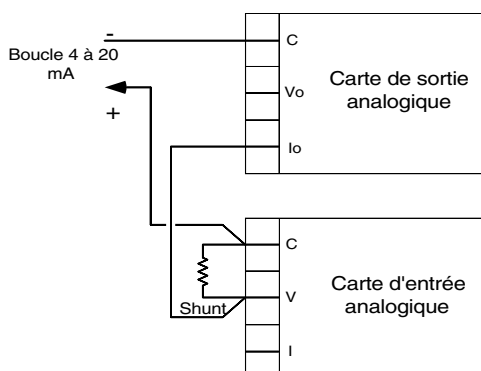 -
Boucle 4 à 20
mA
+
C
Vo
Io
Carte de sortie
analogique
C
V
I
Shunt
Carte d'entrée
analogique